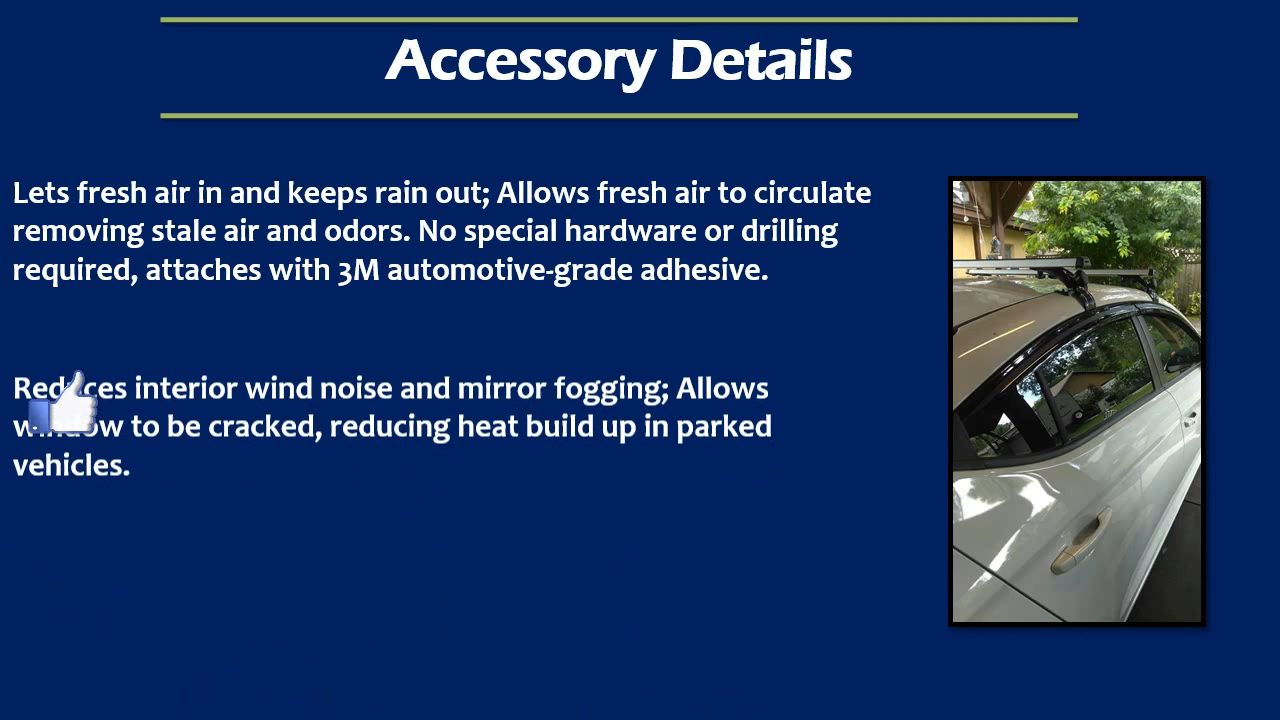 Accessory Details
Lets fresh air in and keeps rain out; Allows fresh air to circulate
removing stale air and odors. No special hardware or drilling
required, attaches with 3M automotive-grade adhesive.
Reduces interior wind noise and mirror fogging; Allows
window to be cracked, reducing heat build up in parked
vehicles.